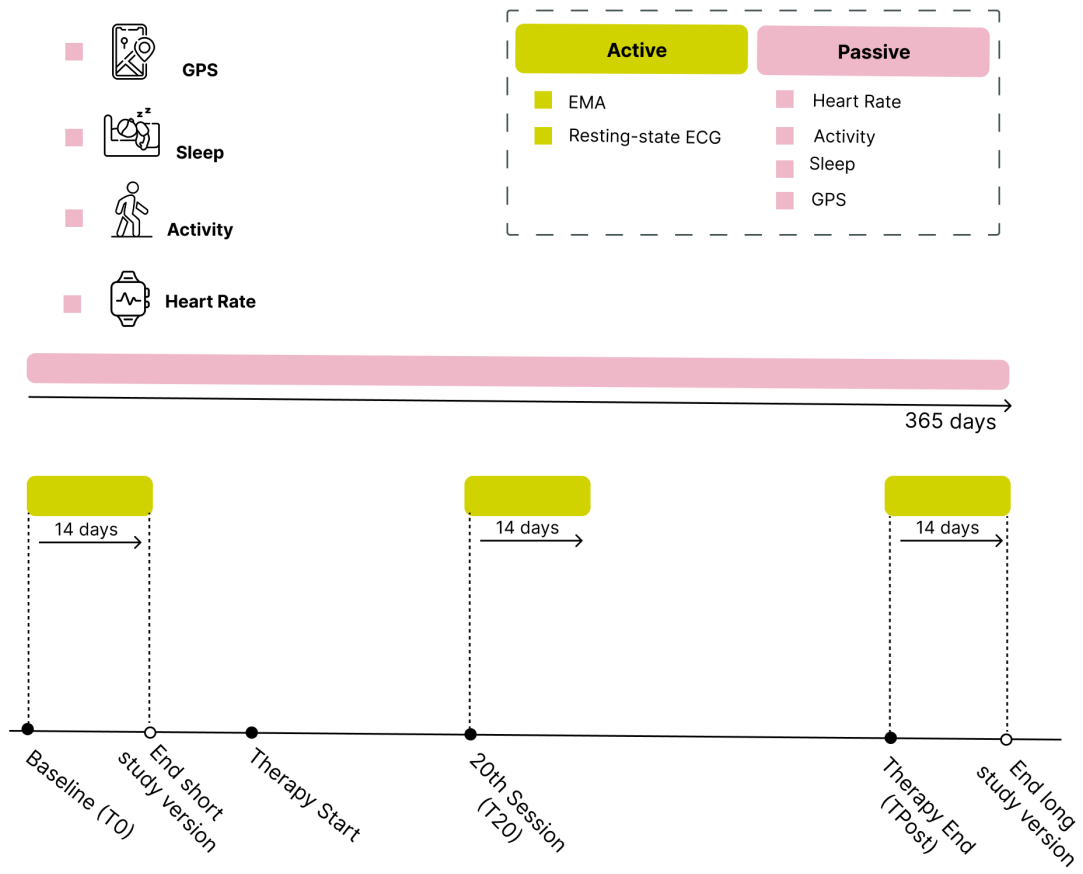 GPS
z z
Sleep
Activity
Heart Rate
Active
Passive
EMA
Resting-state ECG
Heart Rate
Activity
Sleep
GPS
365 days
14 days
14 days
14 days
Baseline (T0)
End short
study version
Therapy Start
20th Session
(T20)
Therapy End
(TPost)
End long
study version